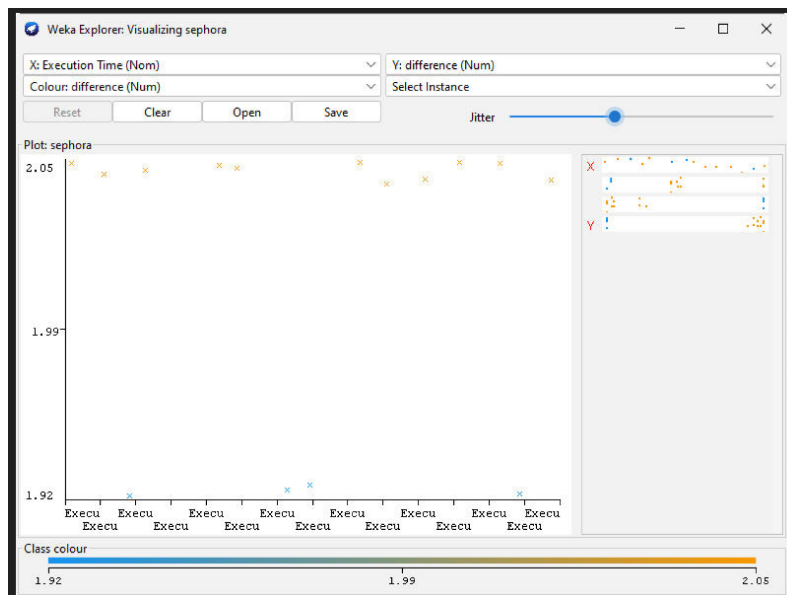 Weka Explorer: Visualizing sephora
X: Execution Time (Nom) Y: difference (Num)
Colour: difference (Num) Select Instance
Reset Clear Open Save Jitter
Plot: sephora
2.05
X
Y
1.99
1.92
Execu Execu Execu Execu Execu Execu Execu
Execu Execu Execu Execu Execu Execu Execu
Class colour
1.92 1.99 2.05